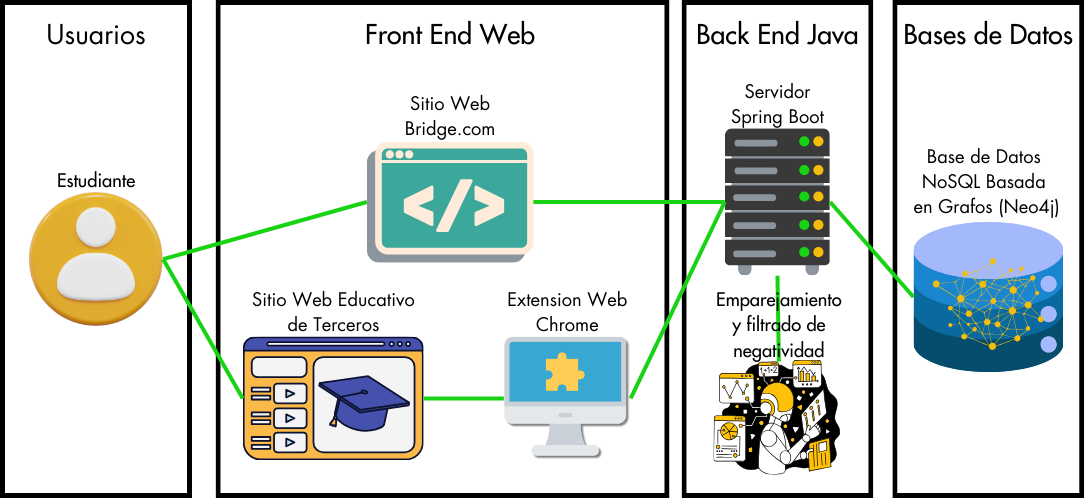 Usuarios
Front End Web
Back End Java
Bases de Datos
Estudiante
Sitio Web
Bridge.com
</>
Sitio Web Educativo
de Terceros
Extension Web
Chrome
Servidor
Spring Boot
Emparejamiento
y filtrado de
negatividad
1+2
Base de Datos
NoSQL Basada
en Grafos (Neo4j)